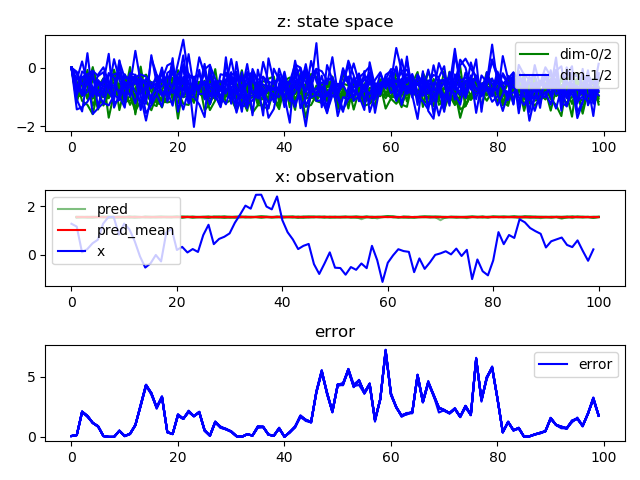 z: state space
0
−2
dim-0/2
dim-1/2
0 20 40 60 80 100
x: observation
2
0
pred
pred_mean
x
0 20 40 60 80 100
error
5
0
error
0 20 40 60 80 100